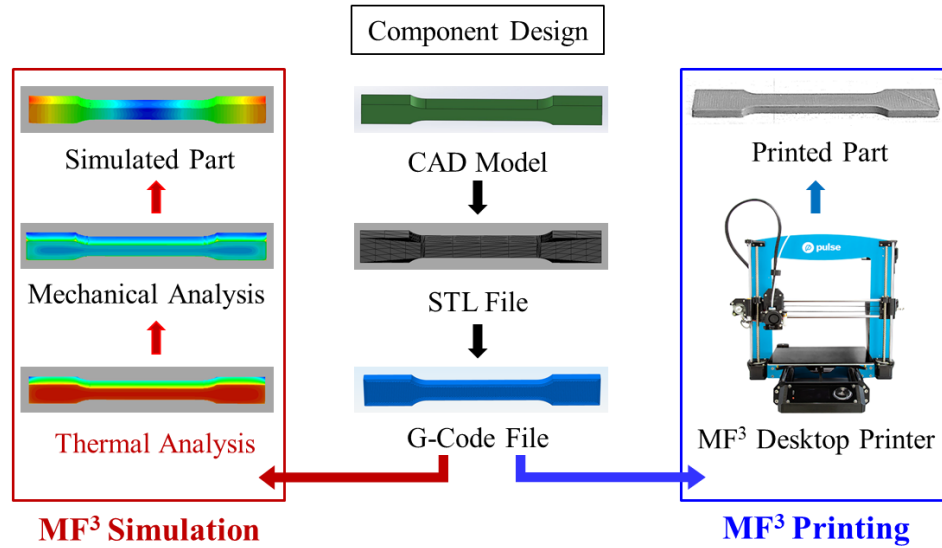 Component Design
Simulated Part
Mechanical Analysis
Thermal Analysis
MF³ Simulation
CAD Model
STL File
G-Code File
Printed Part
pulse
MF³ Desktop Printer
MF³ Printing